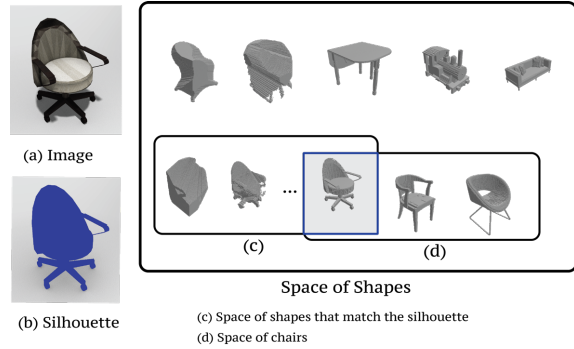 (a) Image
(b) Silhouette
...
(c)
(d)
Space of Shapes
(c) Space of shapes that match the silhouette
(d) Space of chairs